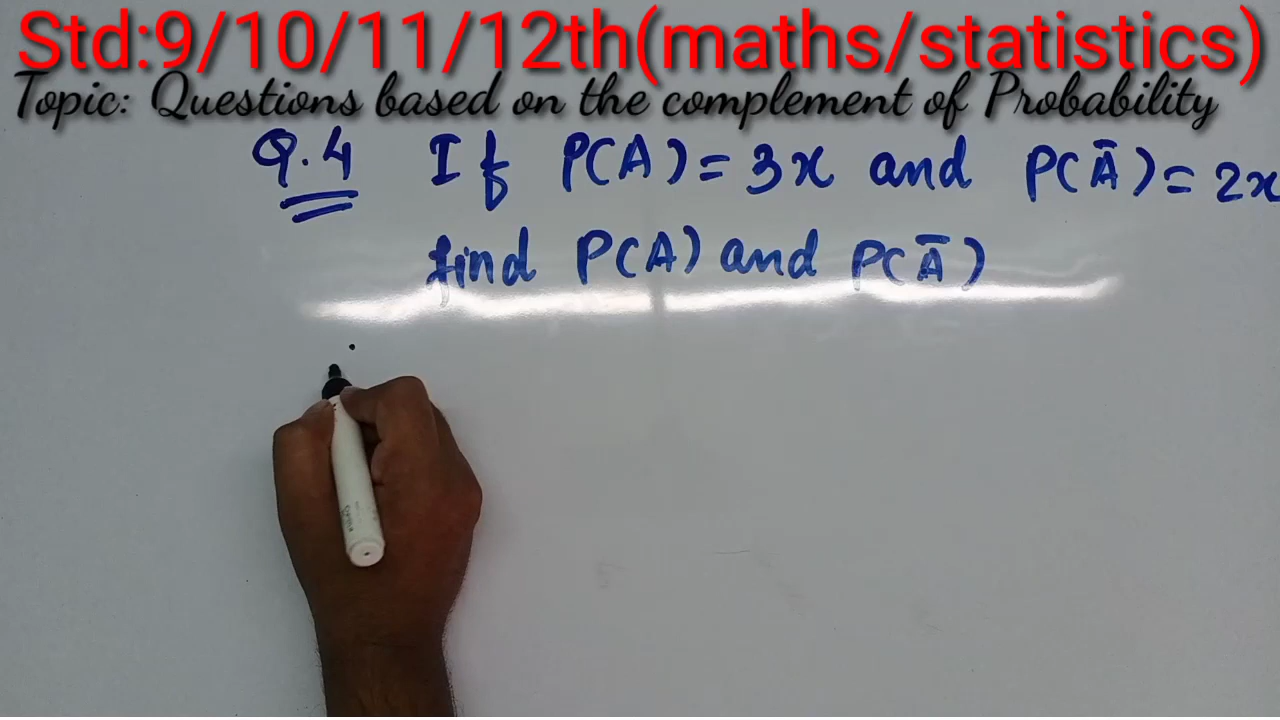 Std:9/10/11/12th(maths/statistics)
Topic: Questions based on the complement of Probability
Q.4 If P(A) = 3x and P(Ā) = 2x
find P(A) and P(Ā)